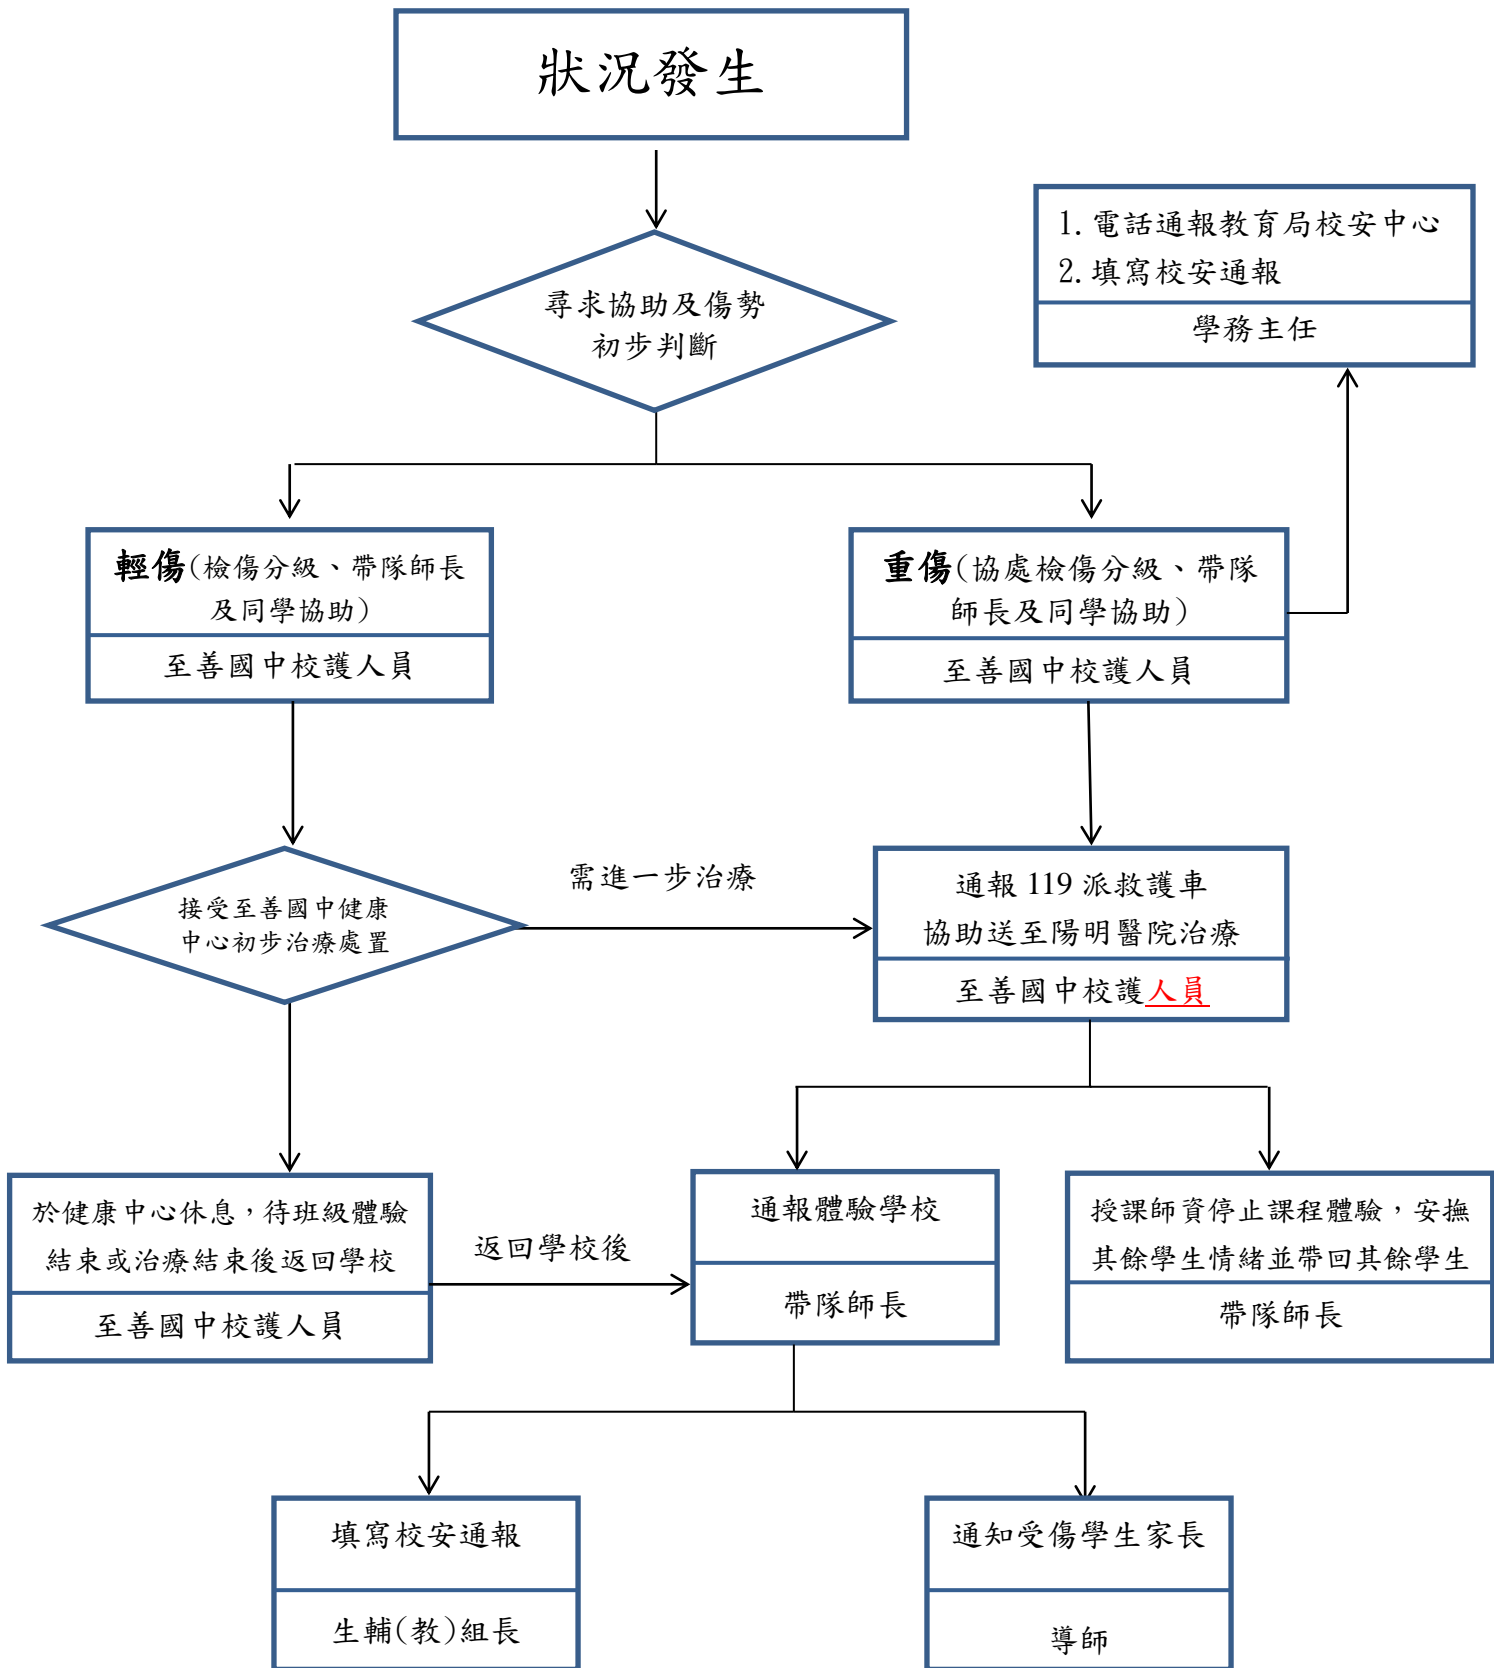 狀況發生
1. 電話通報教育局校安中心
2. 填寫校安通報
學務主任
尋求協助及傷勢
初步判斷
輕傷(檢傷分級、帶隊師長
及同學協助)
至善國中校護人員
重傷(協處檢傷分級、帶隊
師長及同學協助)
至善國中校護人員
接受至善國中健康
中心初步治療處置
需進一步治療
通報 119 派救護車
協助送至陽明醫院治療
至善國中校護人員
於健康中心休息，待班級體驗
結束或治療結束後返回學校
至善國中校護人員
返回學校後
通報體驗學校
帶隊師長
授課師資停止課程體驗，安撫
其餘學生情緒並帶回其餘學生
帶隊師長
填寫校安通報
生輔(教)組長
通知受傷學生家長
導師